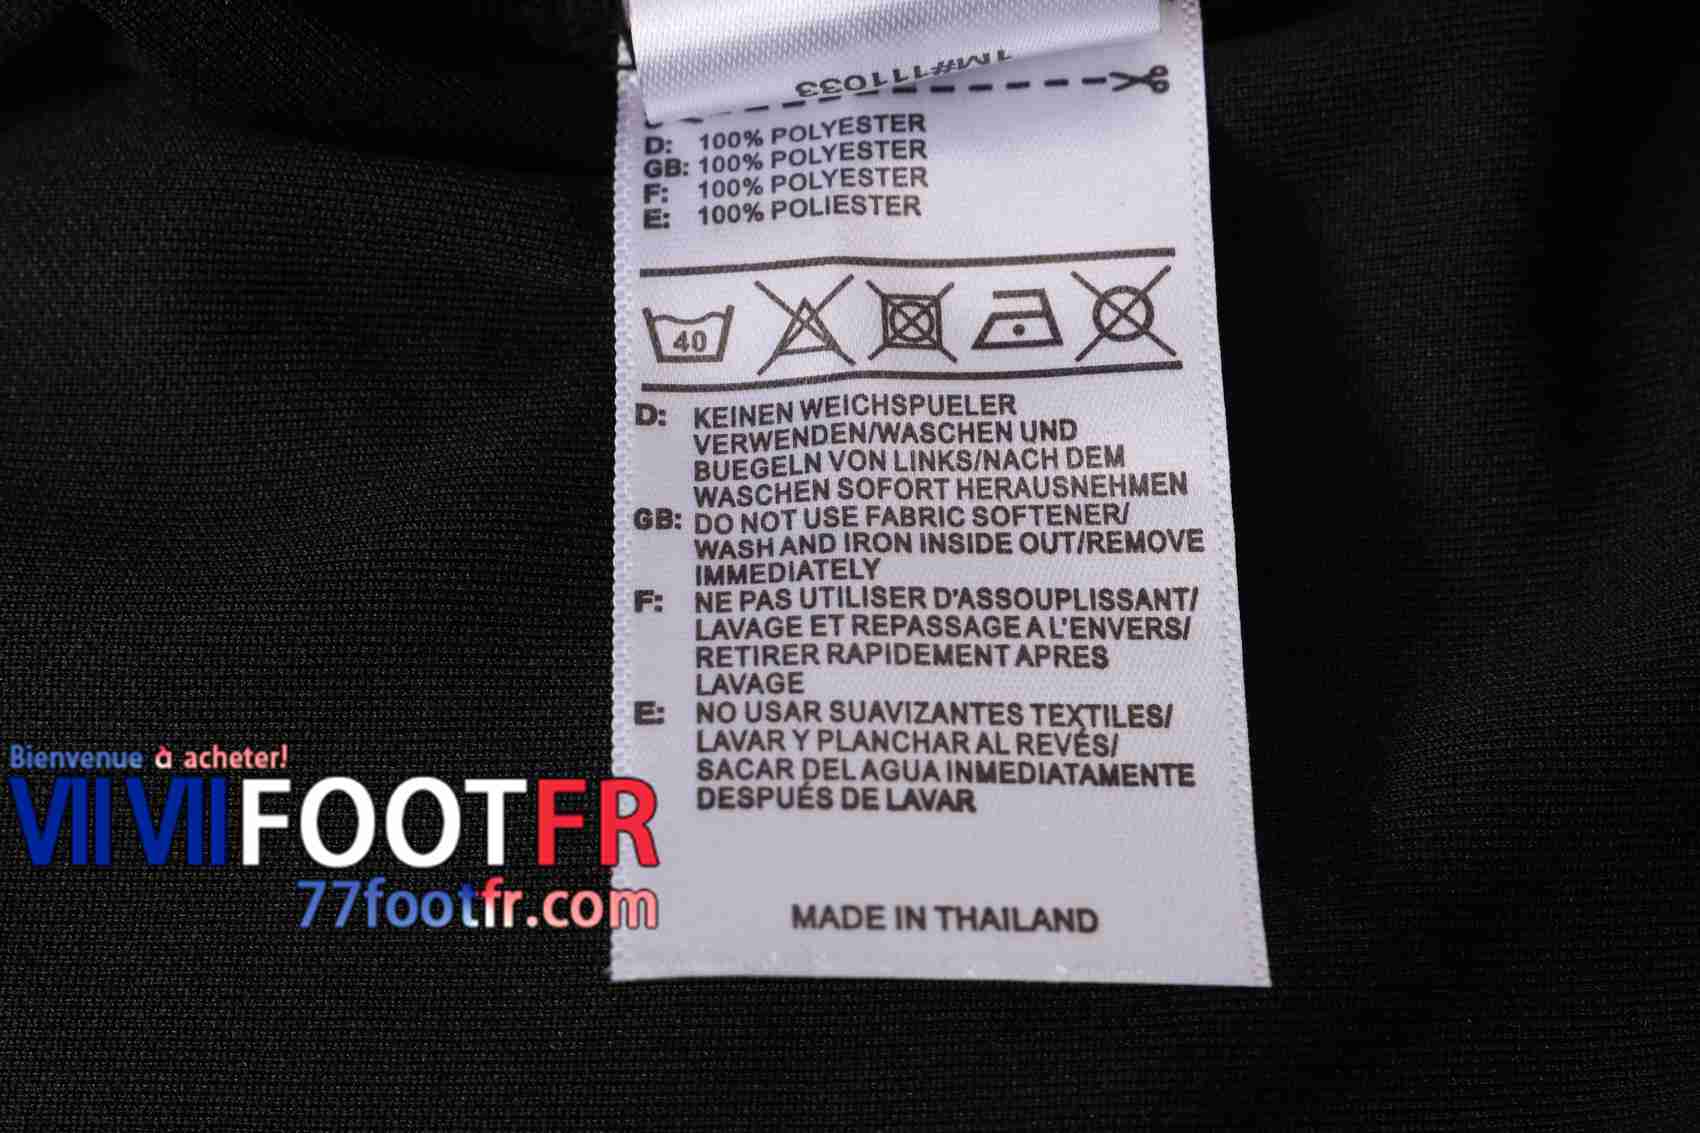 1M#111033
D: 100% POLYESTER
GB: 100% POLYESTER
F: 100% POLYESTER
E: 100% POLIESTER
40
D: KEINEN WEICHSPUELER
VERWENDEN/WASCHEN UND
BUEGELN VON LINKS/NACH DEM
WASCHEN SOFORT HERAUSNEHMEN
GB: DO NOT USE FABRIC SOFTENER/
WASH AND IRON INSIDE OUT/REMOVE
IMMEDIATELY
F: NE PAS UTILISER D'ASSOUPLISSANT/
LAVAGE ET REPASSAGE A L'ENVERS/
RETIRER RAPIDEMENT APRES
LAVAGE
E: NO USAR SUAVIZANTES TEXTILES/
LAVAR Y PLANCHAR AL REVÉS/
SACAR DEL AGUA INMEDIATAMENTE
DESPUÉS DE LAVAR
MADE IN THAILAND
Bienvenue à acheter!
VIVIFOOTFR
77footfr.com